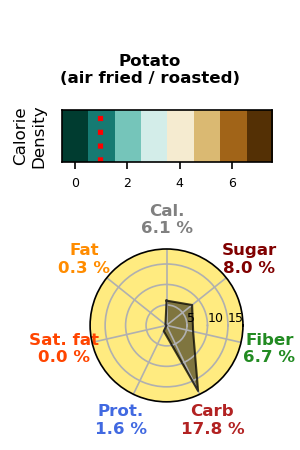 Potato
(air fried / roasted)
Calorie
Density
0 2 4 6
Cal.
6.1 %
Fat
0.3 %
Sugar
8.0 %
5 10 15
Sat. fat
0.0 %
Fiber
6.7 %
Prot.
1.6 %
Carb
17.8 %